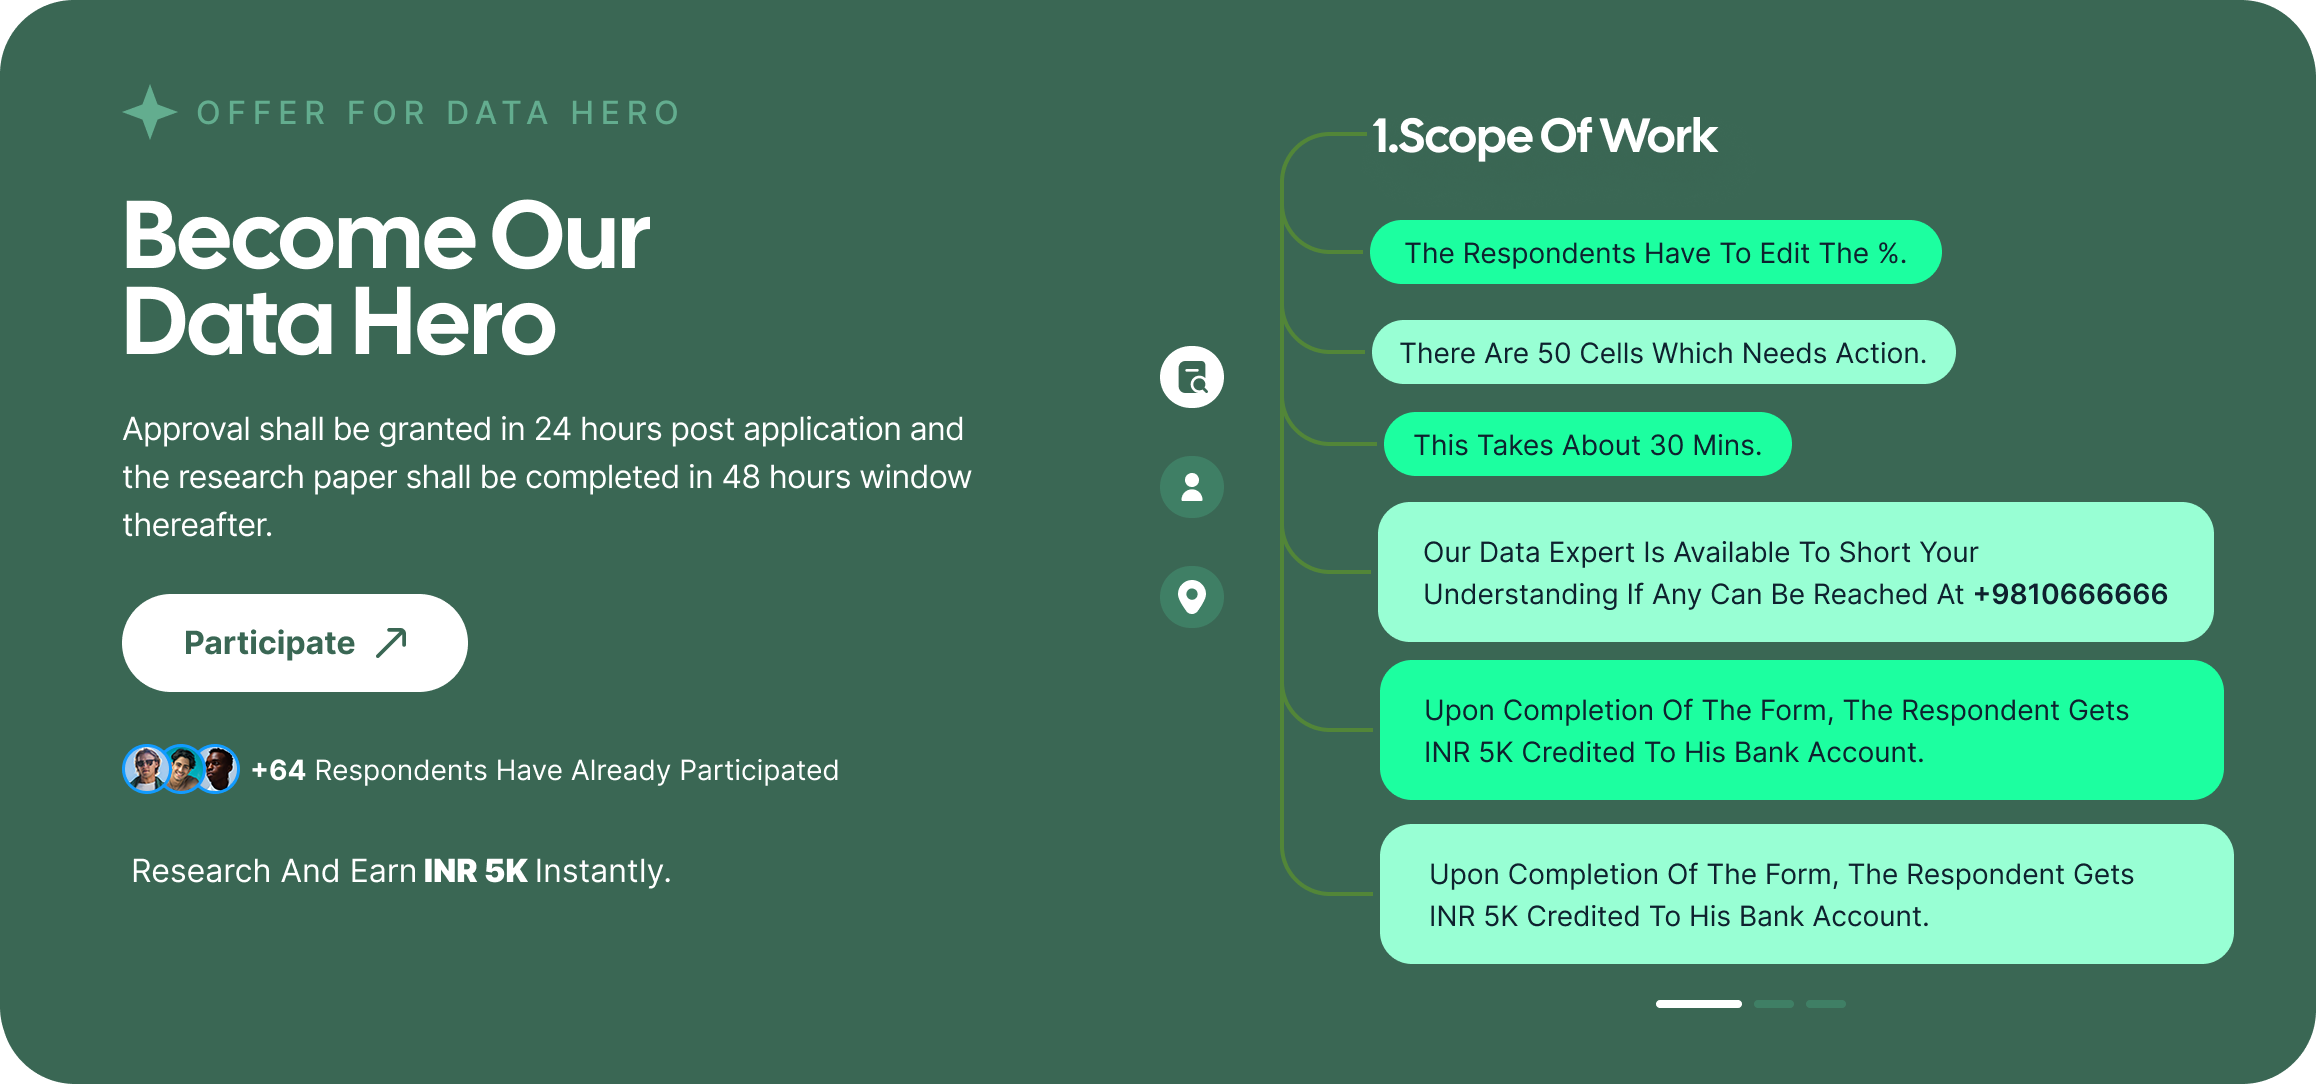 OFFER FOR DATA HERO
Become Our
Data Hero
Approval shall be granted in 24 hours post application and
the research paper shall be completed in 48 hours window
thereafter.
Participate
+64 Respondents Have Already Participated
Research And Earn INR 5K Instantly.
1.Scope Of Work
The Respondents Have To Edit The %.
There Are 50 Cells Which Needs Action.
This Takes About 30 Mins.
Our Data Expert Is Available To Short Your
Understanding If Any Can Be Reached At +9810666666
Upon Completion Of The Form, The Respondent Gets
INR 5K Credited To His Bank Account.
Upon Completion Of The Form, The Respondent Gets
INR 5K Credited To His Bank Account.